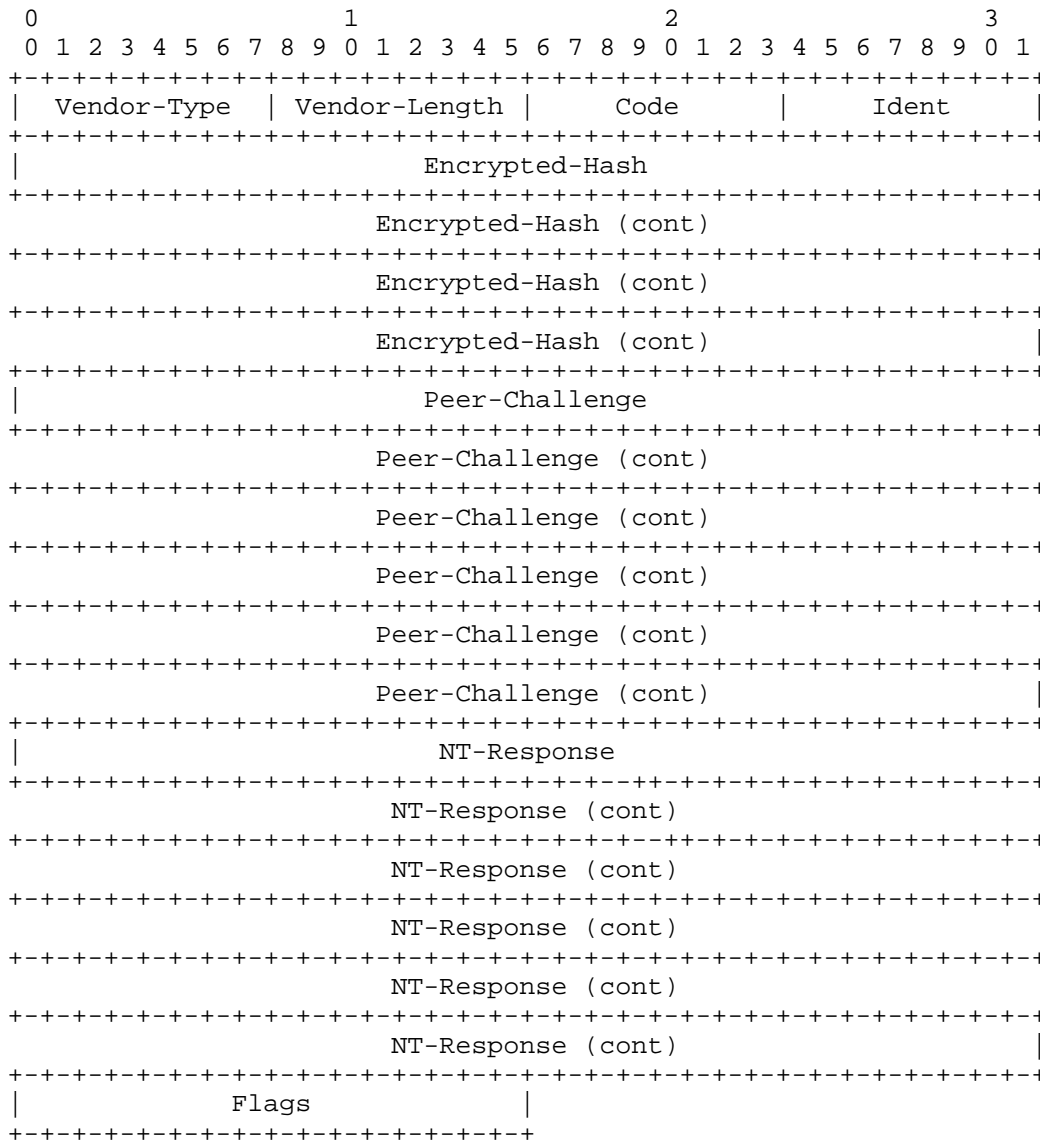 0                   1                   2                   3
 0 1 2 3 4 5 6 7 8 9 0 1 2 3 4 5 6 7 8 9 0 1 2 3 4 5 6 7 8 9 0 1
+-+-+-+-+-+-+-+-+-+-+-+-+-+-+-+-+-+-+-+-+-+-+-+-+-+-+-+-+-+-+-+-+
|  Vendor-Type  | Vendor-Length |     Code      |     Ident     |
+-+-+-+-+-+-+-+-+-+-+-+-+-+-+-+-+-+-+-+-+-+-+-+-+-+-+-+-+-+-+-+-+
|                         Encrypted-Hash
+-+-+-+-+-+-+-+-+-+-+-+-+-+-+-+-+-+-+-+-+-+-+-+-+-+-+-+-+-+-+-+-+
                       Encrypted-Hash (cont)
+-+-+-+-+-+-+-+-+-+-+-+-+-+-+-+-+-+-+-+-+-+-+-+-+-+-+-+-+-+-+-+-+
                       Encrypted-Hash (cont)
+-+-+-+-+-+-+-+-+-+-+-+-+-+-+-+-+-+-+-+-+-+-+-+-+-+-+-+-+-+-+-+-+
                       Encrypted-Hash (cont)                    |
+-+-+-+-+-+-+-+-+-+-+-+-+-+-+-+-+-+-+-+-+-+-+-+-+-+-+-+-+-+-+-+-+
|                         Peer-Challenge
+-+-+-+-+-+-+-+-+-+-+-+-+-+-+-+-+-+-+-+-+-+-+-+-+-+-+-+-+-+-+-+-+
                       Peer-Challenge (cont)
+-+-+-+-+-+-+-+-+-+-+-+-+-+-+-+-+-+-+-+-+-+-+-+-+-+-+-+-+-+-+-+-+
                       Peer-Challenge (cont)
+-+-+-+-+-+-+-+-+-+-+-+-+-+-+-+-+-+-+-+-+-+-+-+-+-+-+-+-+-+-+-+-+
                       Peer-Challenge (cont)
+-+-+-+-+-+-+-+-+-+-+-+-+-+-+-+-+-+-+-+-+-+-+-+-+-+-+-+-+-+-+-+-+
                       Peer-Challenge (cont)
+-+-+-+-+-+-+-+-+-+-+-+-+-+-+-+-+-+-+-+-+-+-+-+-+-+-+-+-+-+-+-+-+
                       Peer-Challenge (cont)                    |
+-+-+-+-+-+-+-+-+-+-+-+-+-+-+-+-+-+-+-+-+-+-+-+-+-+-+-+-+-+-+-+-+
|                          NT-Response
+-+-+-+-+-+-+-+-+-+-+-+-+-+-+-+-+-+-+--++-+-+-+-+-+-+-+-+-+-+-+-+
                        NT-Response (cont)
+-+-+-+-+-+-+-+-+-+-+-+-+-+-+-+-+-+-+-+--++-+-+-+-+-+-+-+-+-+-+-+
                        NT-Response (cont)
+-+-+-+-+-+-+-+-+-+-+-+-+-+-+-+-+-+-+-+-+-+-+-+-+-+-+-+-+-+-+-+-+
                        NT-Response (cont)
+-+-+-+-+-+-+-+-+-+-+-+-+-+-+-+-+-+-+-+-+-+-+-+-+-+-+-+-+-+-+-+-+
                        NT-Response (cont)
+-+-+-+-+-+-+-+-+-+-+-+-+-+-+-+-+-+-+-+-+-+-+-+-+-+-+-+-+-+-+-+-+
                        NT-Response (cont)                      |
+-+-+-+-+-+-+-+-+-+-+-+-+-+-+-+-+-+-+-+-+-+-+-+-+-+-+-+-+-+-+-+-+
|             Flags             |
+-+-+-+-+-+-+-+-+-+-+-+-+-+-+-+-+